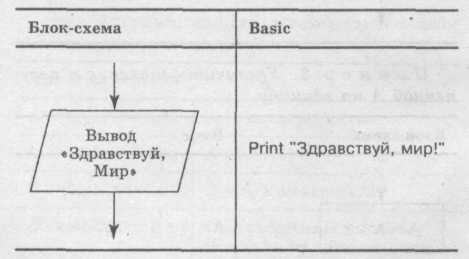 Блок-схема
Basic
Вывод
«Здравствуй,
Мир»
Print "Здравствуй, мир!"